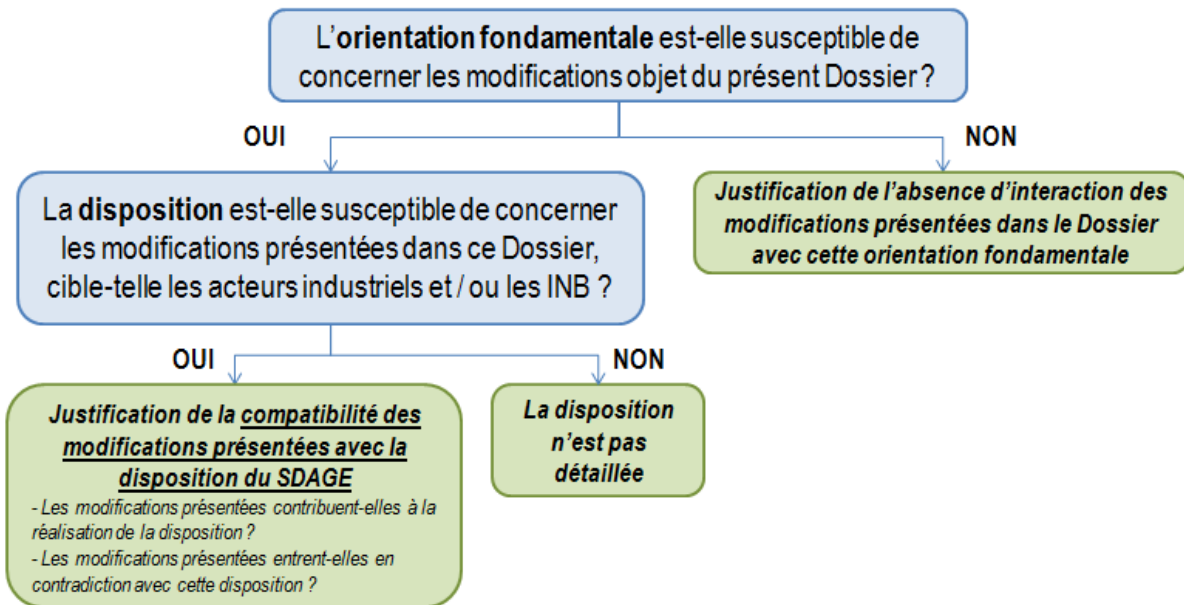 L’orientation fondamentale est-elle susceptible de
concerner les modifications objet du présent Dossier ?
OUI
NON
La disposition est-elle susceptible de concerner
les modifications présentées dans ce Dossier,
cible-telle les acteurs industriels et / ou les INB ?
Justification de l’absence d’interaction des
modifications présentées dans le Dossier
avec cette orientation fondamentale
OUI
NON
Justification de la compatibilité des
modifications présentées avec la
disposition du SDAGE
- Les modifications présentées contribuent-elles à la
réalisation de la disposition ?
- Les modifications présentées entrent-elles en
contradiction avec cette disposition ?
La disposition
n’est pas
détaillée